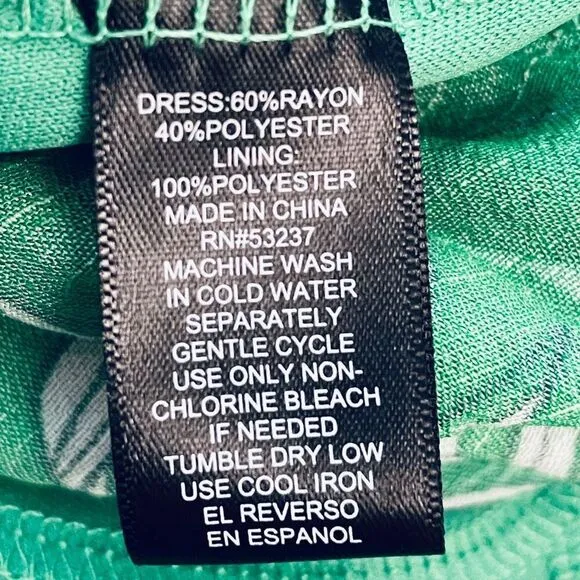 DRESS:60%RAYON
40%POLYESTER
LINING:
100%POLYESTER
MADE IN CHINA
RN#53237
MACHINE WASH
IN COLD WATER
SEPARATELY
GENTLE CYCLE
USE ONLY NON-
CHLORINE BLEACH
IF NEEDED
TUMBLE DRY LOW
USE COOL IRON
EL REVERSO
EN ESPANOL